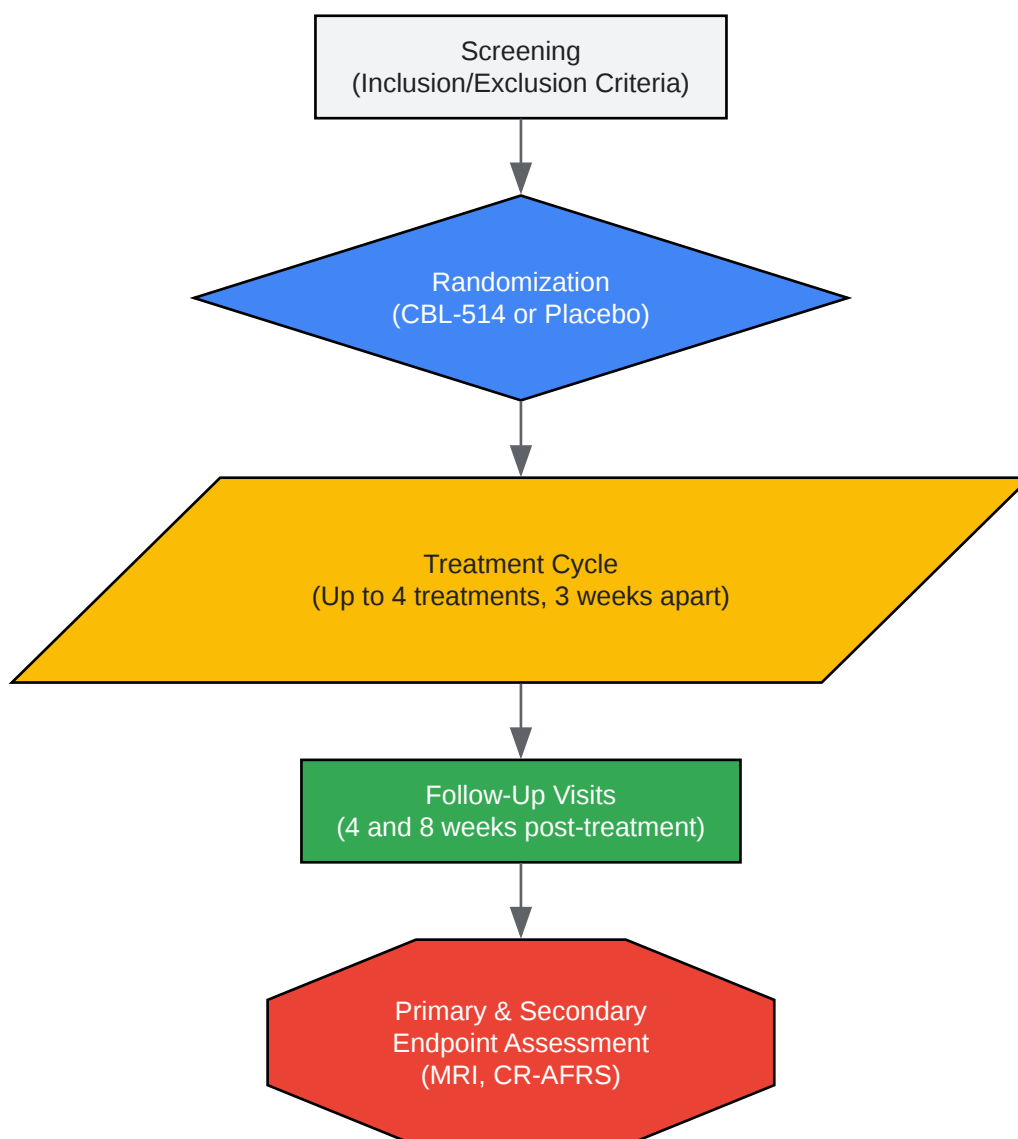 Screening
(Inclusion/Exclusion Criteria)
Randomization
(CBL-514 or Placebo)
Treatment Cycle
(Up to 4 treatments, 3 weeks apart)
Follow-Up Visits
(4 and 8 weeks post-treatment)
Primary & Secondary
Endpoint Assessment
(MRI, CR-AFRS)